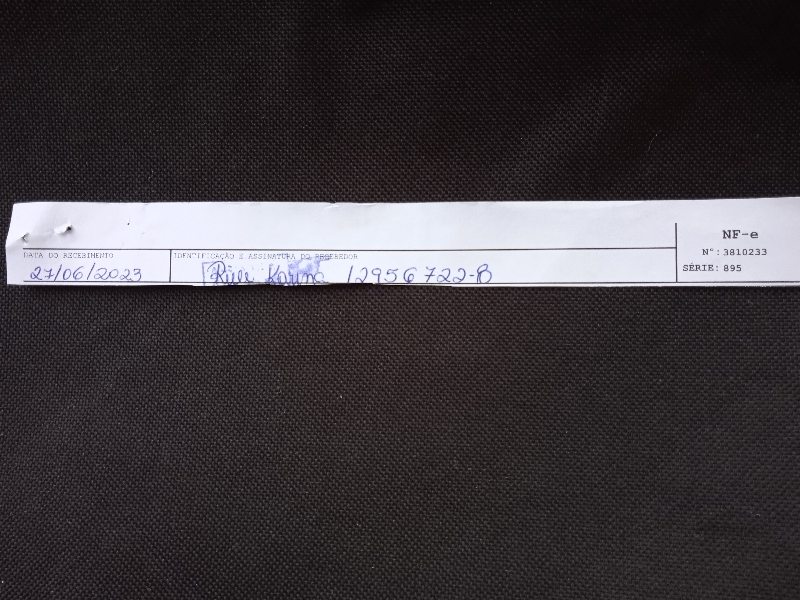 NF-e
DATA DO RECEBIMENTO IDENTIFICAÇÃO E ASSINATURA DO RECEBEDOR Nº: 3810233
27/06/2023 12956722-B SÉRIE: 895